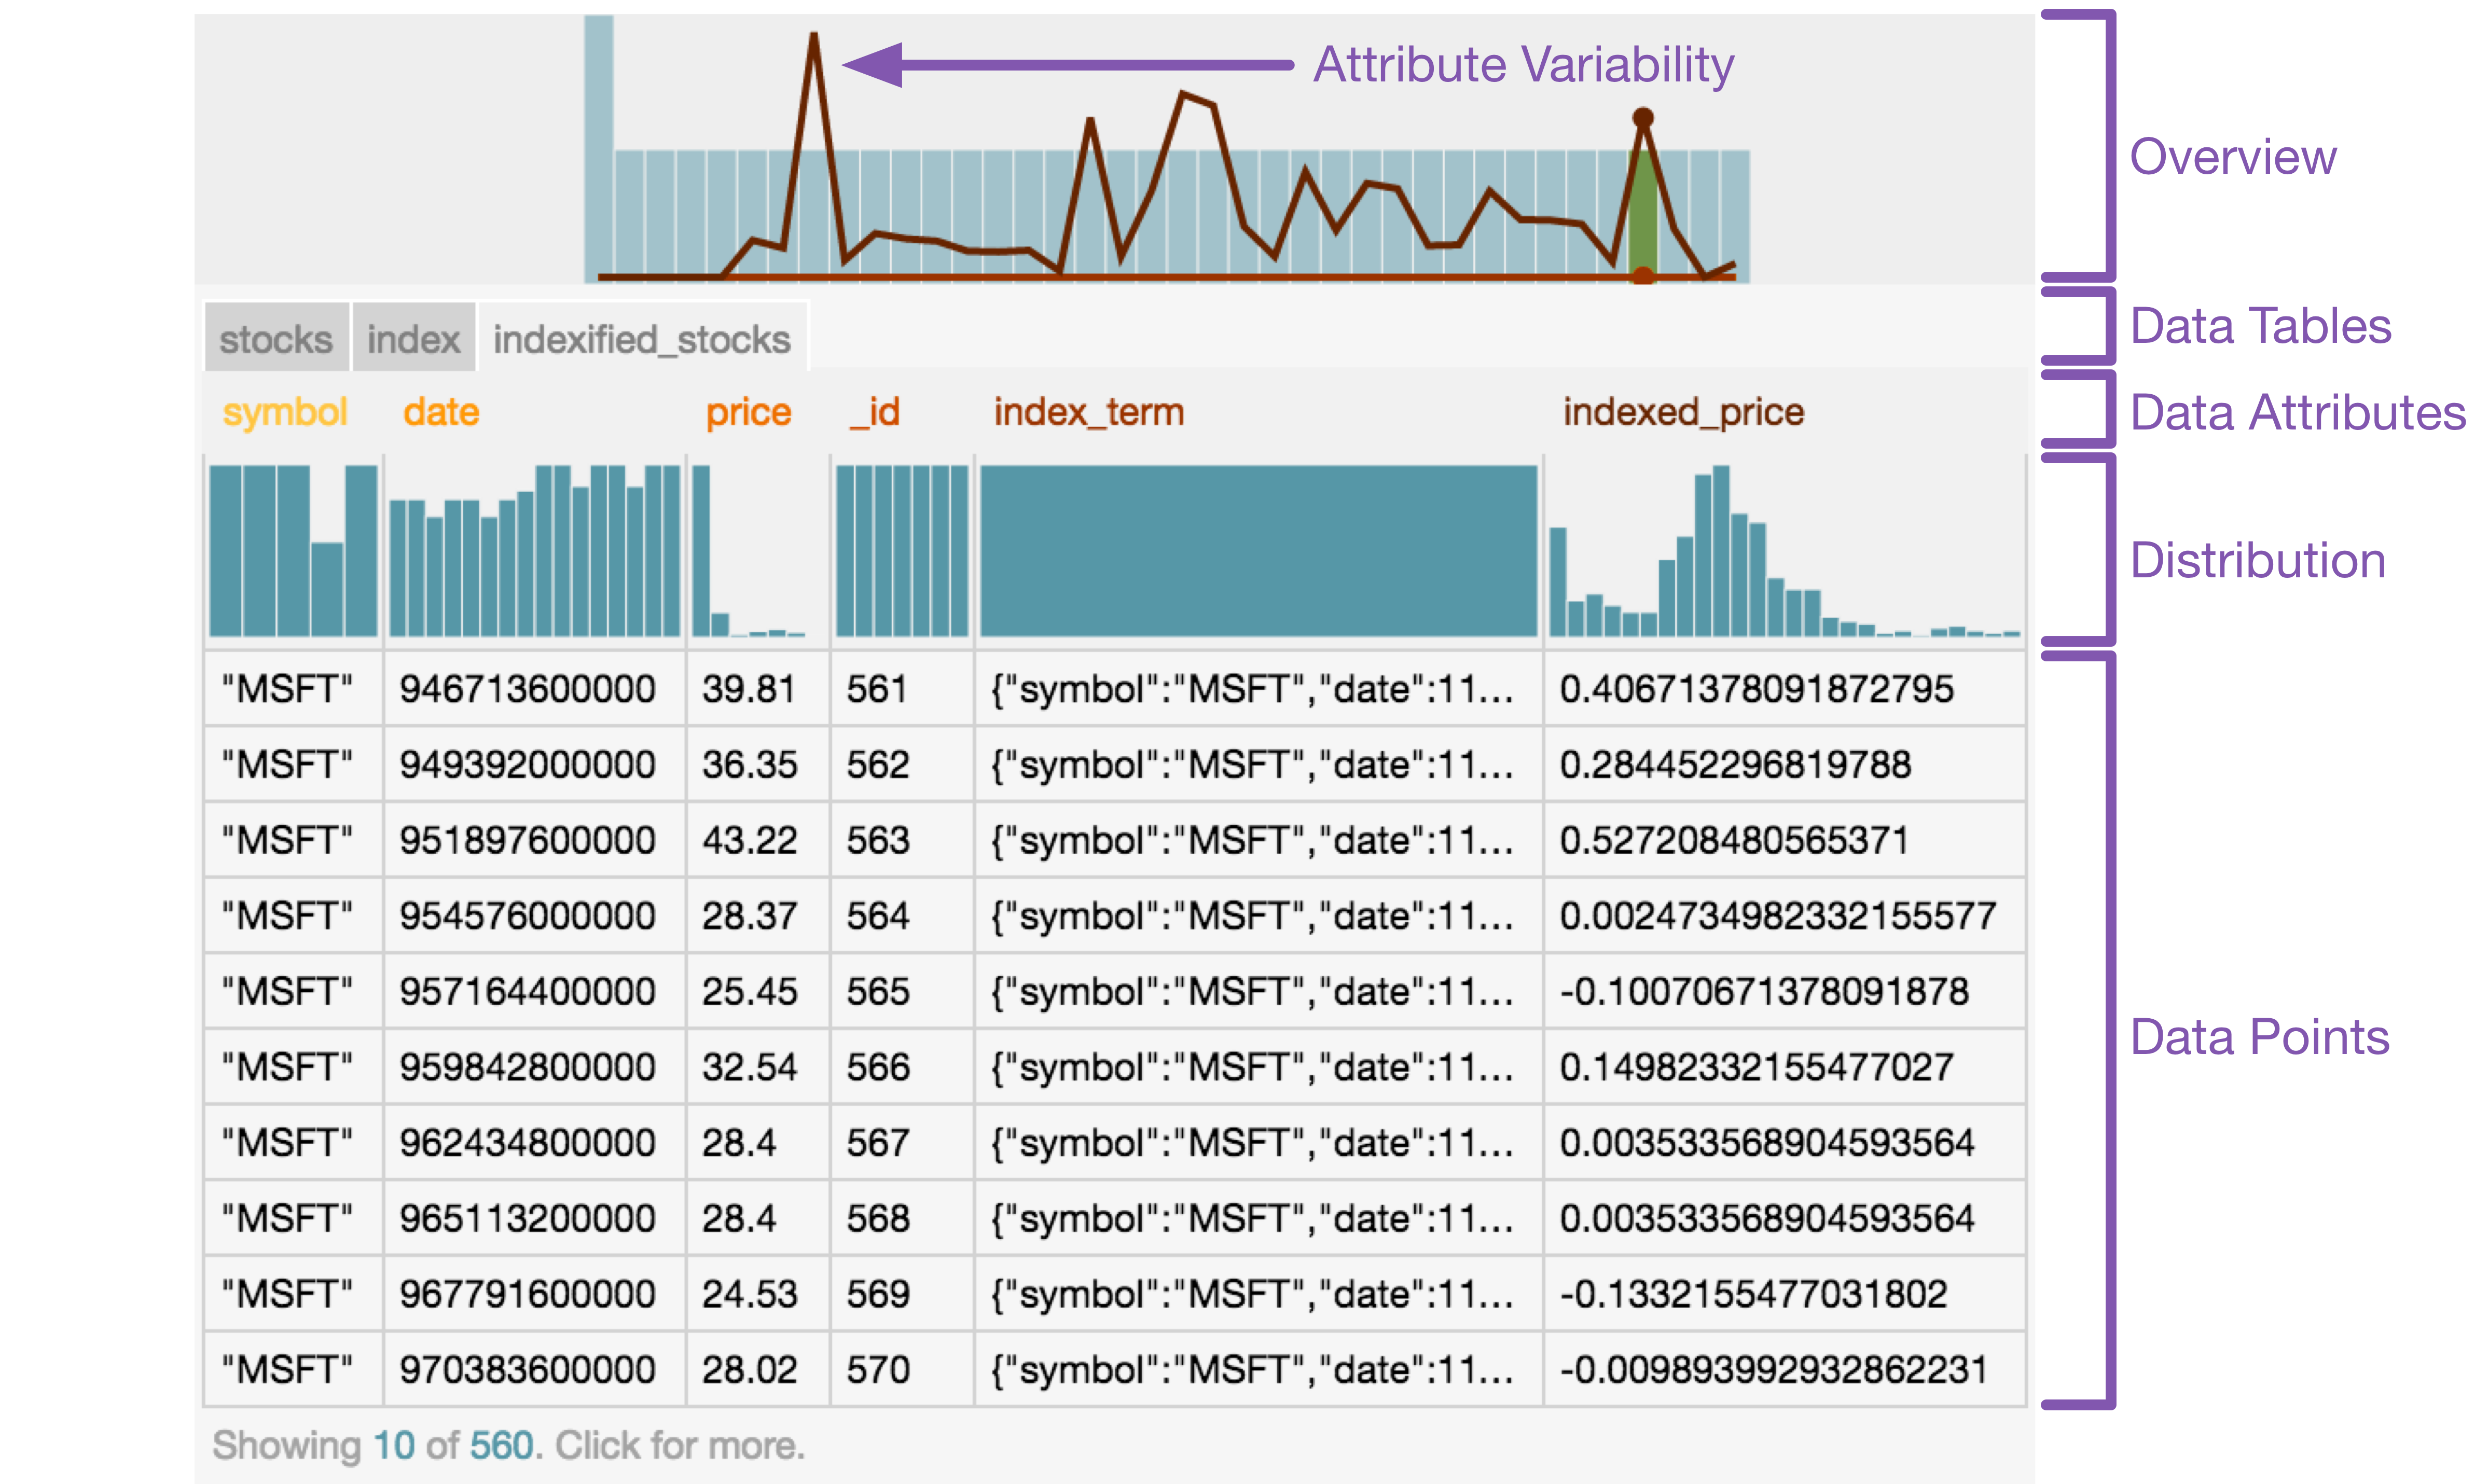 Attribute Variability
Overview
stocks index indexified_stocks
Data Tables
symbol date price _id index_term indexed_price
Data Attributes
Distribution
"MSFT" 946713600000 39.81 561 {"symbol":"MSFT","date":11... 0.40671378091872795
"MSFT" 949392000000 36.35 562 {"symbol":"MSFT","date":11... 0.284452296819788
"MSFT" 951897600000 43.22 563 {"symbol":"MSFT","date":11... 0.527208480565371
"MSFT" 954576000000 28.37 564 {"symbol":"MSFT","date":11... 0.0024734982332155577
"MSFT" 957164400000 25.45 565 {"symbol":"MSFT","date":11... -0.10070671378091878
"MSFT" 959842800000 32.54 566 {"symbol":"MSFT","date":11... 0.14982332155477027
Data Points
"MSFT" 962434800000 28.4 567 {"symbol":"MSFT","date":11... 0.003533568904593564
"MSFT" 965113200000 28.4 568 {"symbol":"MSFT","date":11... 0.003533568904593564
"MSFT" 967791600000 24.53 569 {"symbol":"MSFT","date":11... -0.1332155477031802
"MSFT" 970383600000 28.02 570 {"symbol":"MSFT","date":11... -0.009893992932862231
Showing 10 of 560. Click for more.